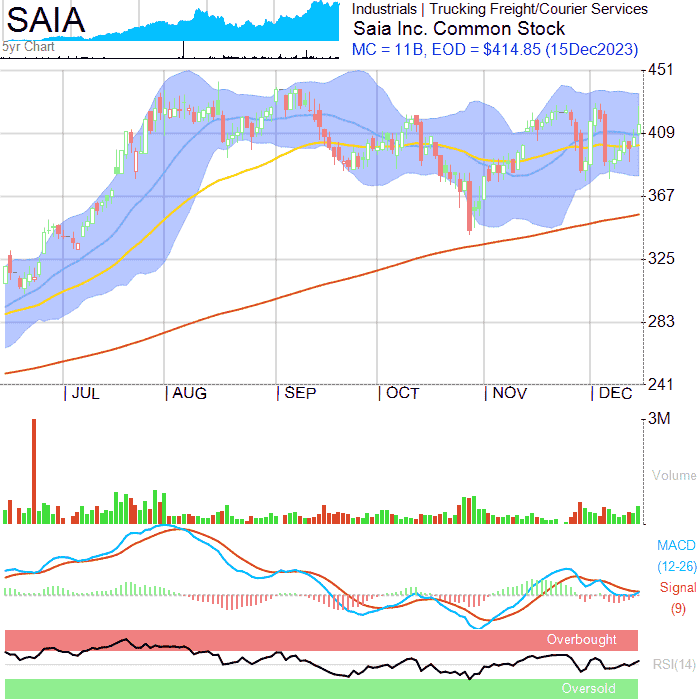 SAIA
5yr Chart
Industrials | Trucking Freight/Courier Services
Saia Inc. Common Stock
MC = 11B, EOD = $414.85 (15Dec2023)
451
409
367
325
283
241
| JUL | AUG | SEP | OCT | NOV | DEC
3M
Volume
MACD
(12-26)
Signal
(9)
Overbought
RSI(14)
Oversold